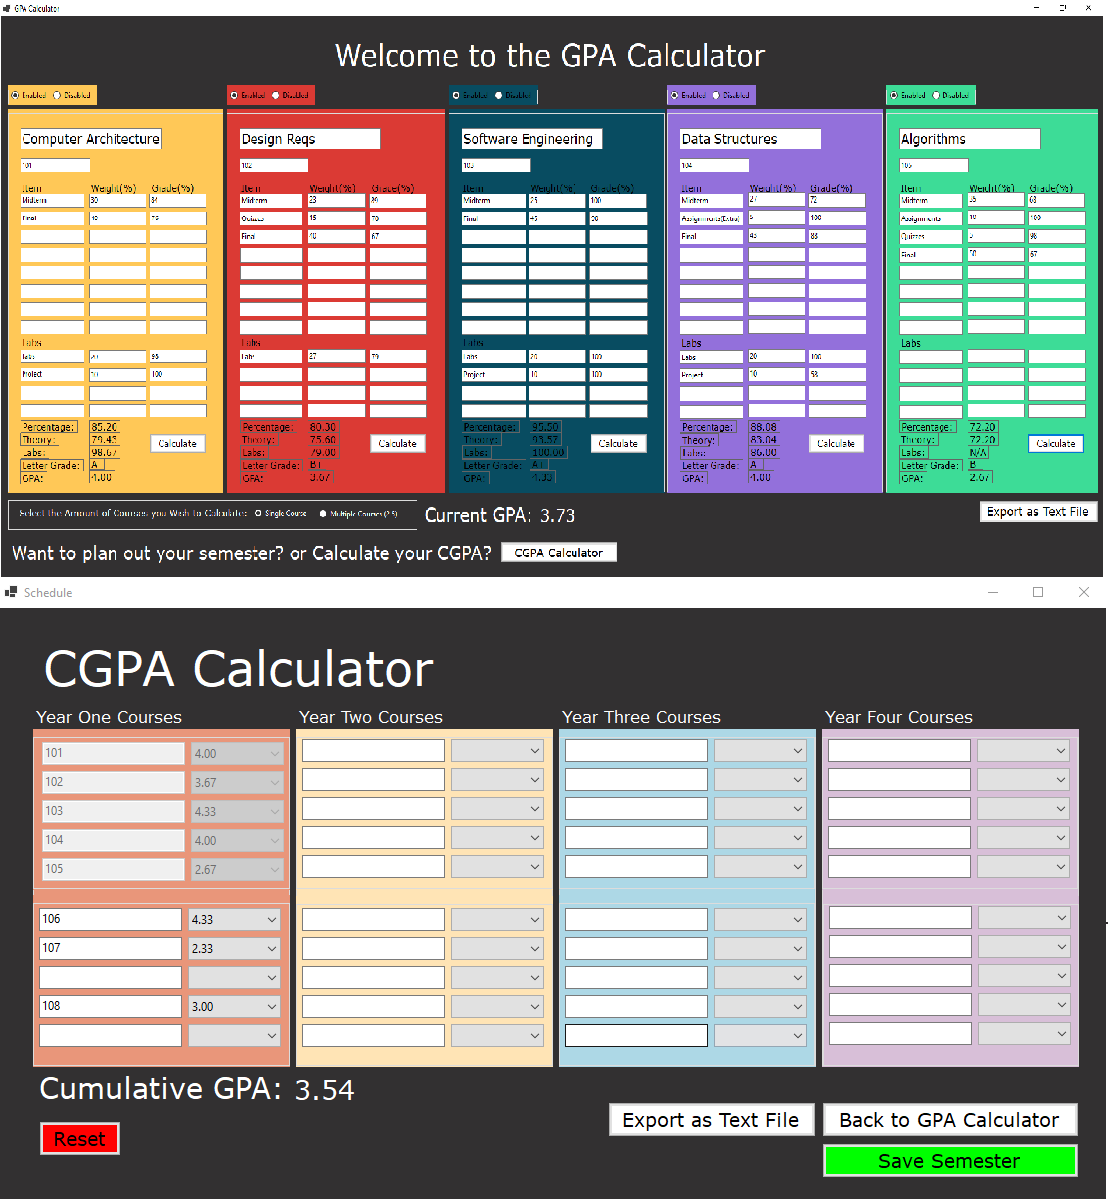 GPA Calculator
Welcome to the GPA Calculator
Enabled Disabled Enabled Disabled Enabled Disabled Enabled Disabled Enabled Disabled
Computer Architecture Design Reqs Software Engineering Data Structures Algorithms
101 102 103 104 105
Item Weight(%) Grade(%) Item Weight(%) Grade(%) Item Weight(%) Grade(%) Item Weight(%) Grade(%) Item Weight(%) Grade(%)
Midterm 30 84 Midterm 23 89 Midterm 25 100 Midterm 27 72 Midterm 35 68
Final 40 76 Quizzes 15 70 Final 45 90 Assignments(Extra) 5 100 Assignments 10 100
Final 40 67 Final 43 88 Quizzes 5 98
Final 50 67
Labs Labs Labs Labs Labs
Labs 20 98 Labs 27 79 Labs 20 100 Labs 20 100
Project 10 100 Project 10 100 Project 10 58
Percentage: 85.20 Percentage: 80.30 Percentage: 95.50 Percentage: 88.08 Percentage: 72.20
Theory: 79.43 Theory: 75.60 Theory: 93.57 Theory: 83.04 Theory: 72.20
Labs: 98.67 Labs: 79.00 Labs: 100.00 Labs: 86.00 Labs: N/A
Calculate Calculate Calculate Calculate Calculate
Letter Grade: A Letter Grade: B+ Letter Grade: A+ Letter Grade: A Letter Grade: B
GPA: 4.00 GPA: 3.67 GPA: 4.33 GPA: 4.00 GPA: 2.67
Select the Amount of Courses you Wish to Calculate: Single Course Multiple Courses (2-5)
Current GPA: 3.73
Export as Text File
Want to plan out your semester? or Calculate your CGPA? CGPA Calculator
Schedule
CGPA Calculator
Year One Courses Year Two Courses Year Three Courses Year Four Courses
101 4.00
102 3.67
103 4.33
104 4.00
105 2.67
106 4.33
107 2.33
108 3.00
Cumulative GPA: 3.54
Export as Text File Back to GPA Calculator
Reset
Save Semester